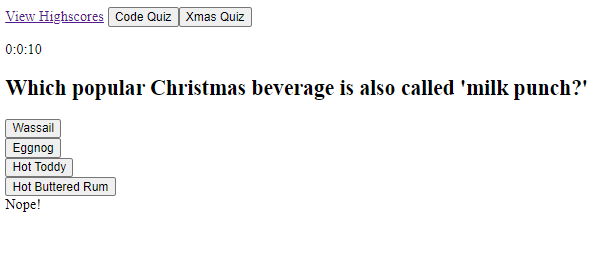 View Highscores Code Quiz Xmas Quiz
0:0:10
Which popular Christmas beverage is also called 'milk punch?'
Wassail
Eggnog
Hot Toddy
Hot Buttered Rum
Nope!